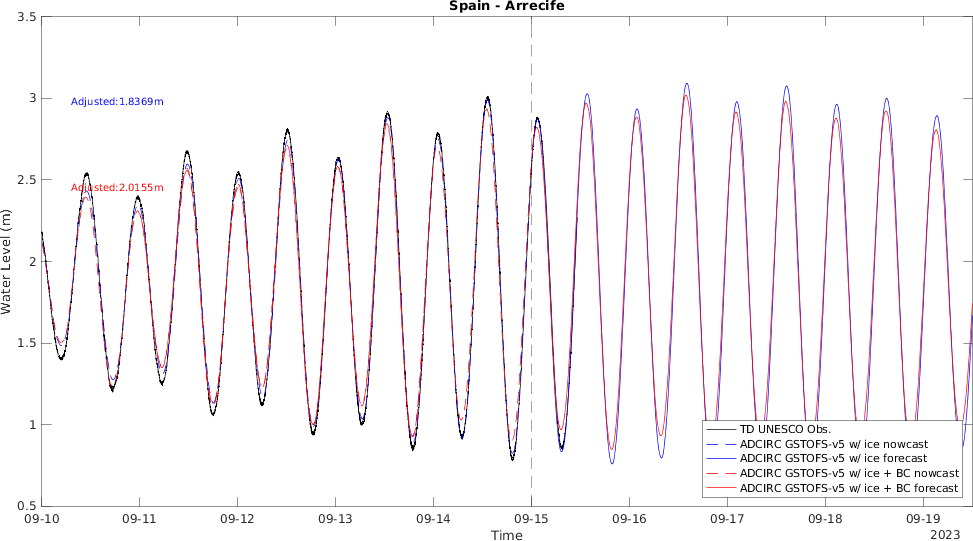 Spain - Arrecife
3.5
3
2.5
2
1.5
1
0.5
Water Level (m)
Adjusted:1.8369m
Adjusted:2.0155m
TD UNESCO Obs.
ADCIRC GSTOFS-v5 w/ ice nowcast
ADCIRC GSTOFS-v5 w/ ice forecast
ADCIRC GSTOFS-v5 w/ ice + BC nowcast
ADCIRC GSTOFS-v5 w/ ice + BC forecast
09-10 09-11 09-12 09-13 09-14 09-15 09-16 09-17 09-18 09-19
Time
2023